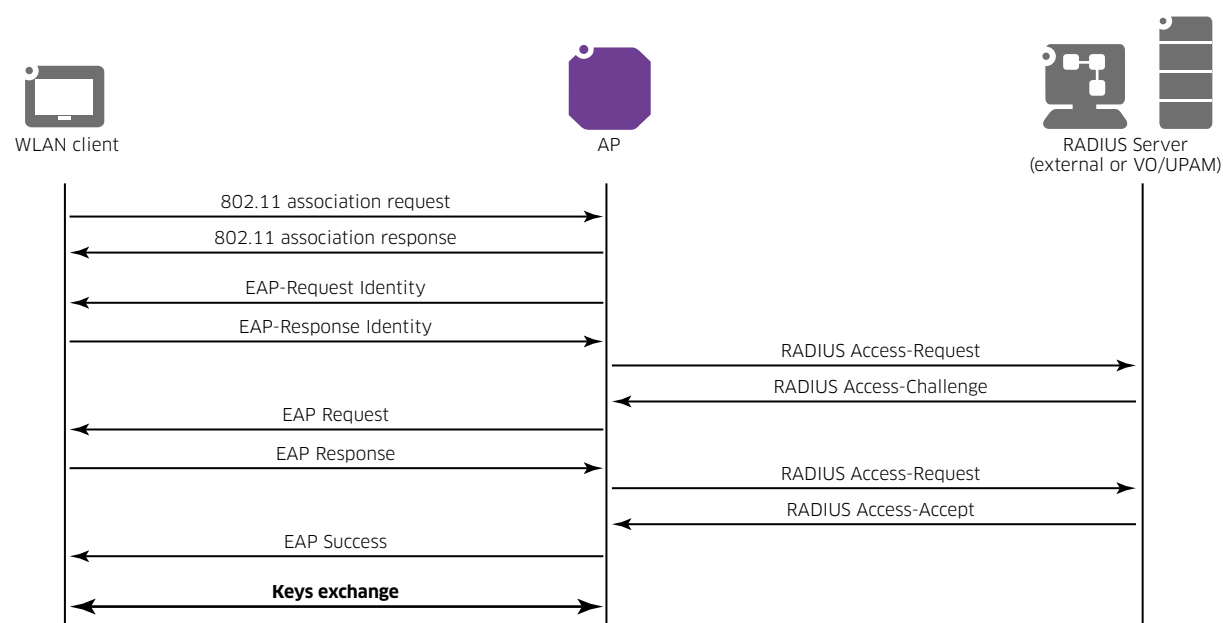 WLAN client
AP
RADIUS Server
(external or VO/UPAM)
802.11 association request
802.11 association response
EAP-Request Identity
EAP-Response Identity
RADIUS Access-Request
RADIUS Access-Challenge
EAP Request
EAP Response
RADIUS Access-Request
RADIUS Access-Accept
EAP Success
Keys exchange